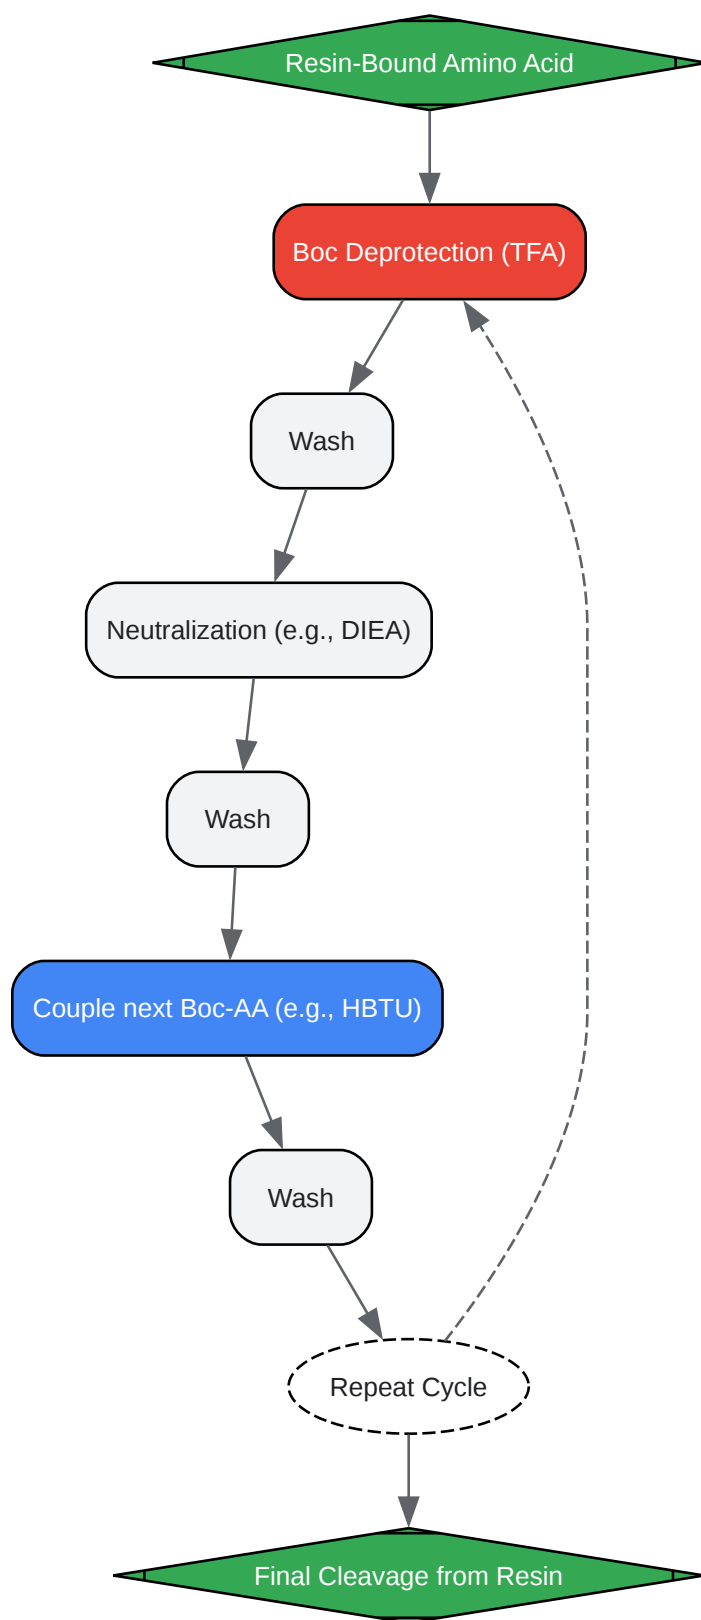 Resin-Bound Amino Acid
Boc Deprotection (TFA)
Wash
Neutralization (e.g., DIEA)
Wash
Couple next Boc-AA (e.g., HBTU)
Wash
Repeat Cycle
Final Cleavage from Resin